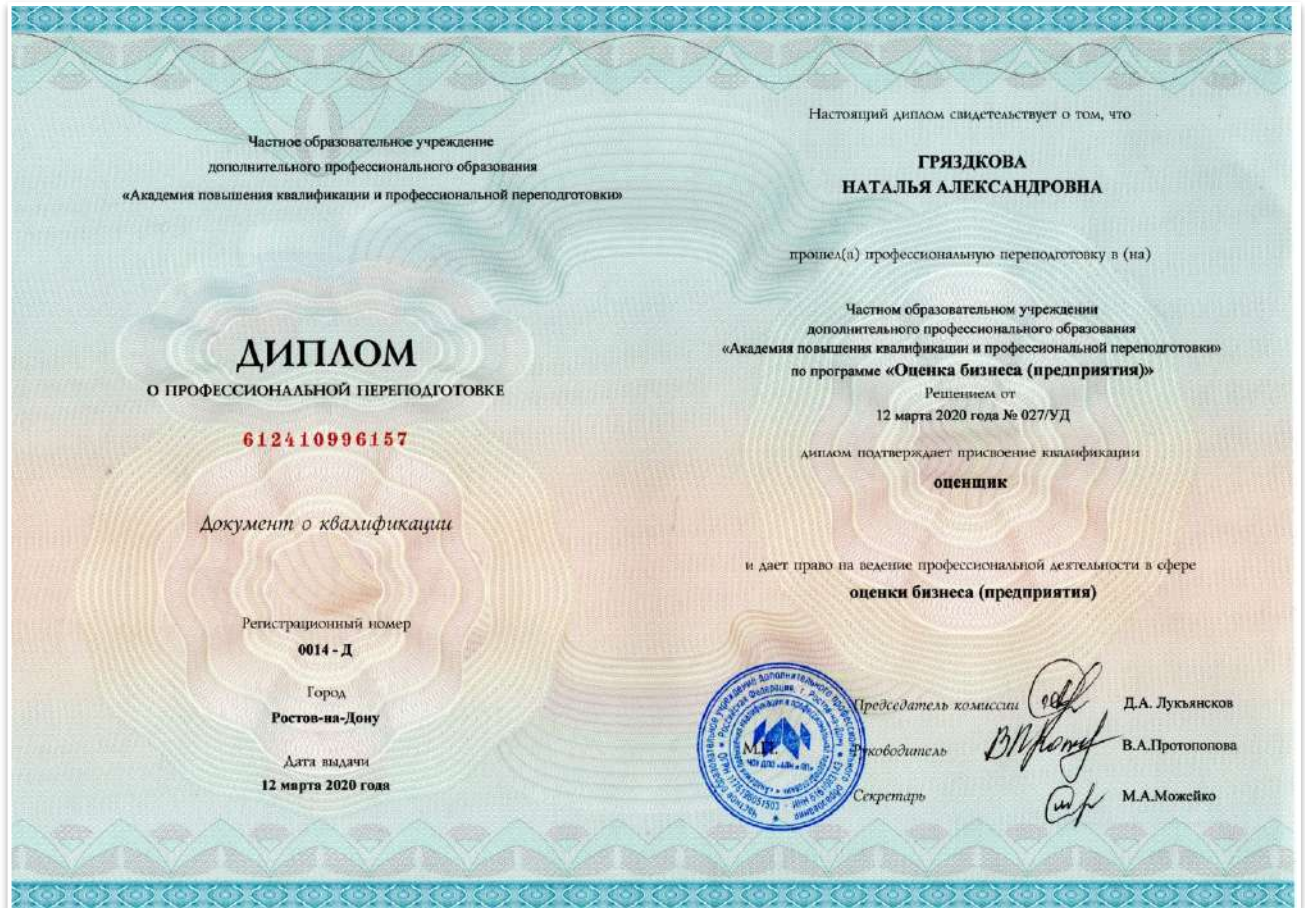 Частное образовательное учреждение
дополнительного профессионального образования
«Академия повышения квалификации и профессиональной переподготовки»
ДИПЛОМ
О ПРОФЕССИОНАЛЬНОЙ ПЕРЕПОДГОТОВКЕ
612410996157
Документ о квалификации
Регистрационный номер
0014 - Д
Город
Ростов-на-Дону
Дата выдачи
12 марта 2020 года
Настоящий диплом свидетельствует о том, что
ГРЯЗДКОВА
НАТАЛЬЯ АЛЕКСАНДРОВНА
прошел(а) профессиональную переподготовку в (на)
Частном образовательном учреждении
дополнительного профессионального образования
«Академия повышения квалификации и профессиональной переподготовки»
по программе «Оценка бизнеса (предприятия)»
Решением от
12 марта 2020 года № 027/УД
диплом подтверждает присвоение квалификации
оценщик
и дает право на ведение профессиональной деятельности в сфере
оценки бизнеса (предприятия)
Председатель комиссии Д.А. Лукьянсков
М.П.
Руководитель В.А.Протопопова
Секретарь М.А.Можейко